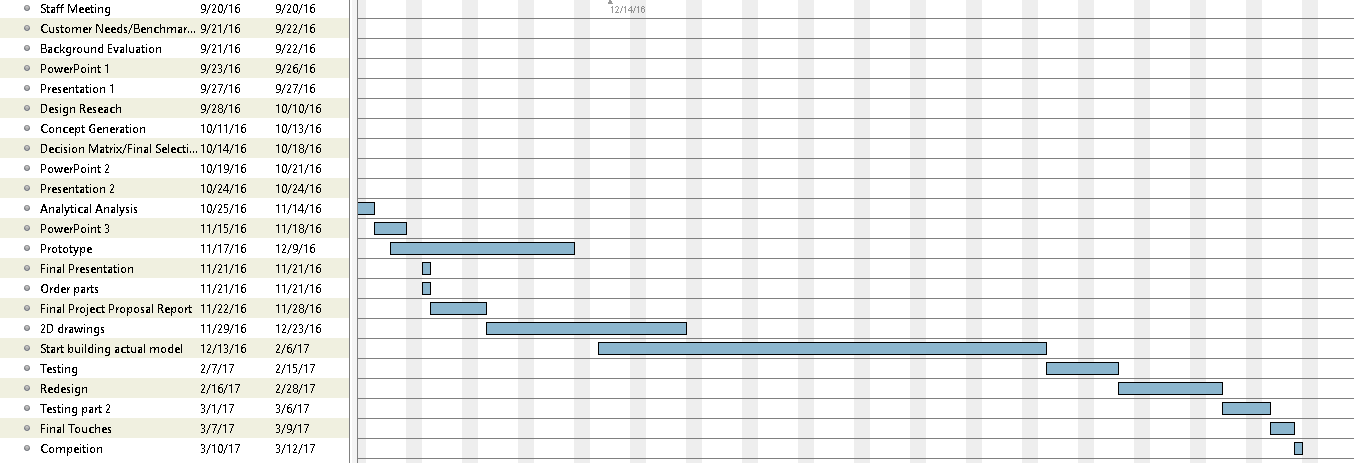 Staff Meeting 9/20/16 9/20/16 12/14/16
Customer Needs/Benchmar... 9/21/16 9/22/16
Background Evaluation 9/21/16 9/22/16
PowerPoint 1 9/23/16 9/26/16
Presentation 1 9/27/16 9/27/16
Design Reseach 9/28/16 10/10/16
Concept Generation 10/11/16 10/13/16
Decision Matrix/Final Selecti... 10/14/16 10/18/16
PowerPoint 2 10/19/16 10/21/16
Presentation 2 10/24/16 10/24/16
Analytical Analysis 10/25/16 11/14/16
PowerPoint 3 11/15/16 11/18/16
Prototype 11/17/16 12/9/16
Final Presentation 11/21/16 11/21/16
Order parts 11/21/16 11/21/16
Final Project Proposal Report 11/22/16 11/28/16
2D drawings 11/29/16 12/23/16
Start building actual model 12/13/16 2/6/17
Testing 2/7/17 2/15/17
Redesign 2/16/17 2/28/17
Testing part 2 3/1/17 3/6/17
Final Touches 3/7/17 3/9/17
Compeition 3/10/17 3/12/17